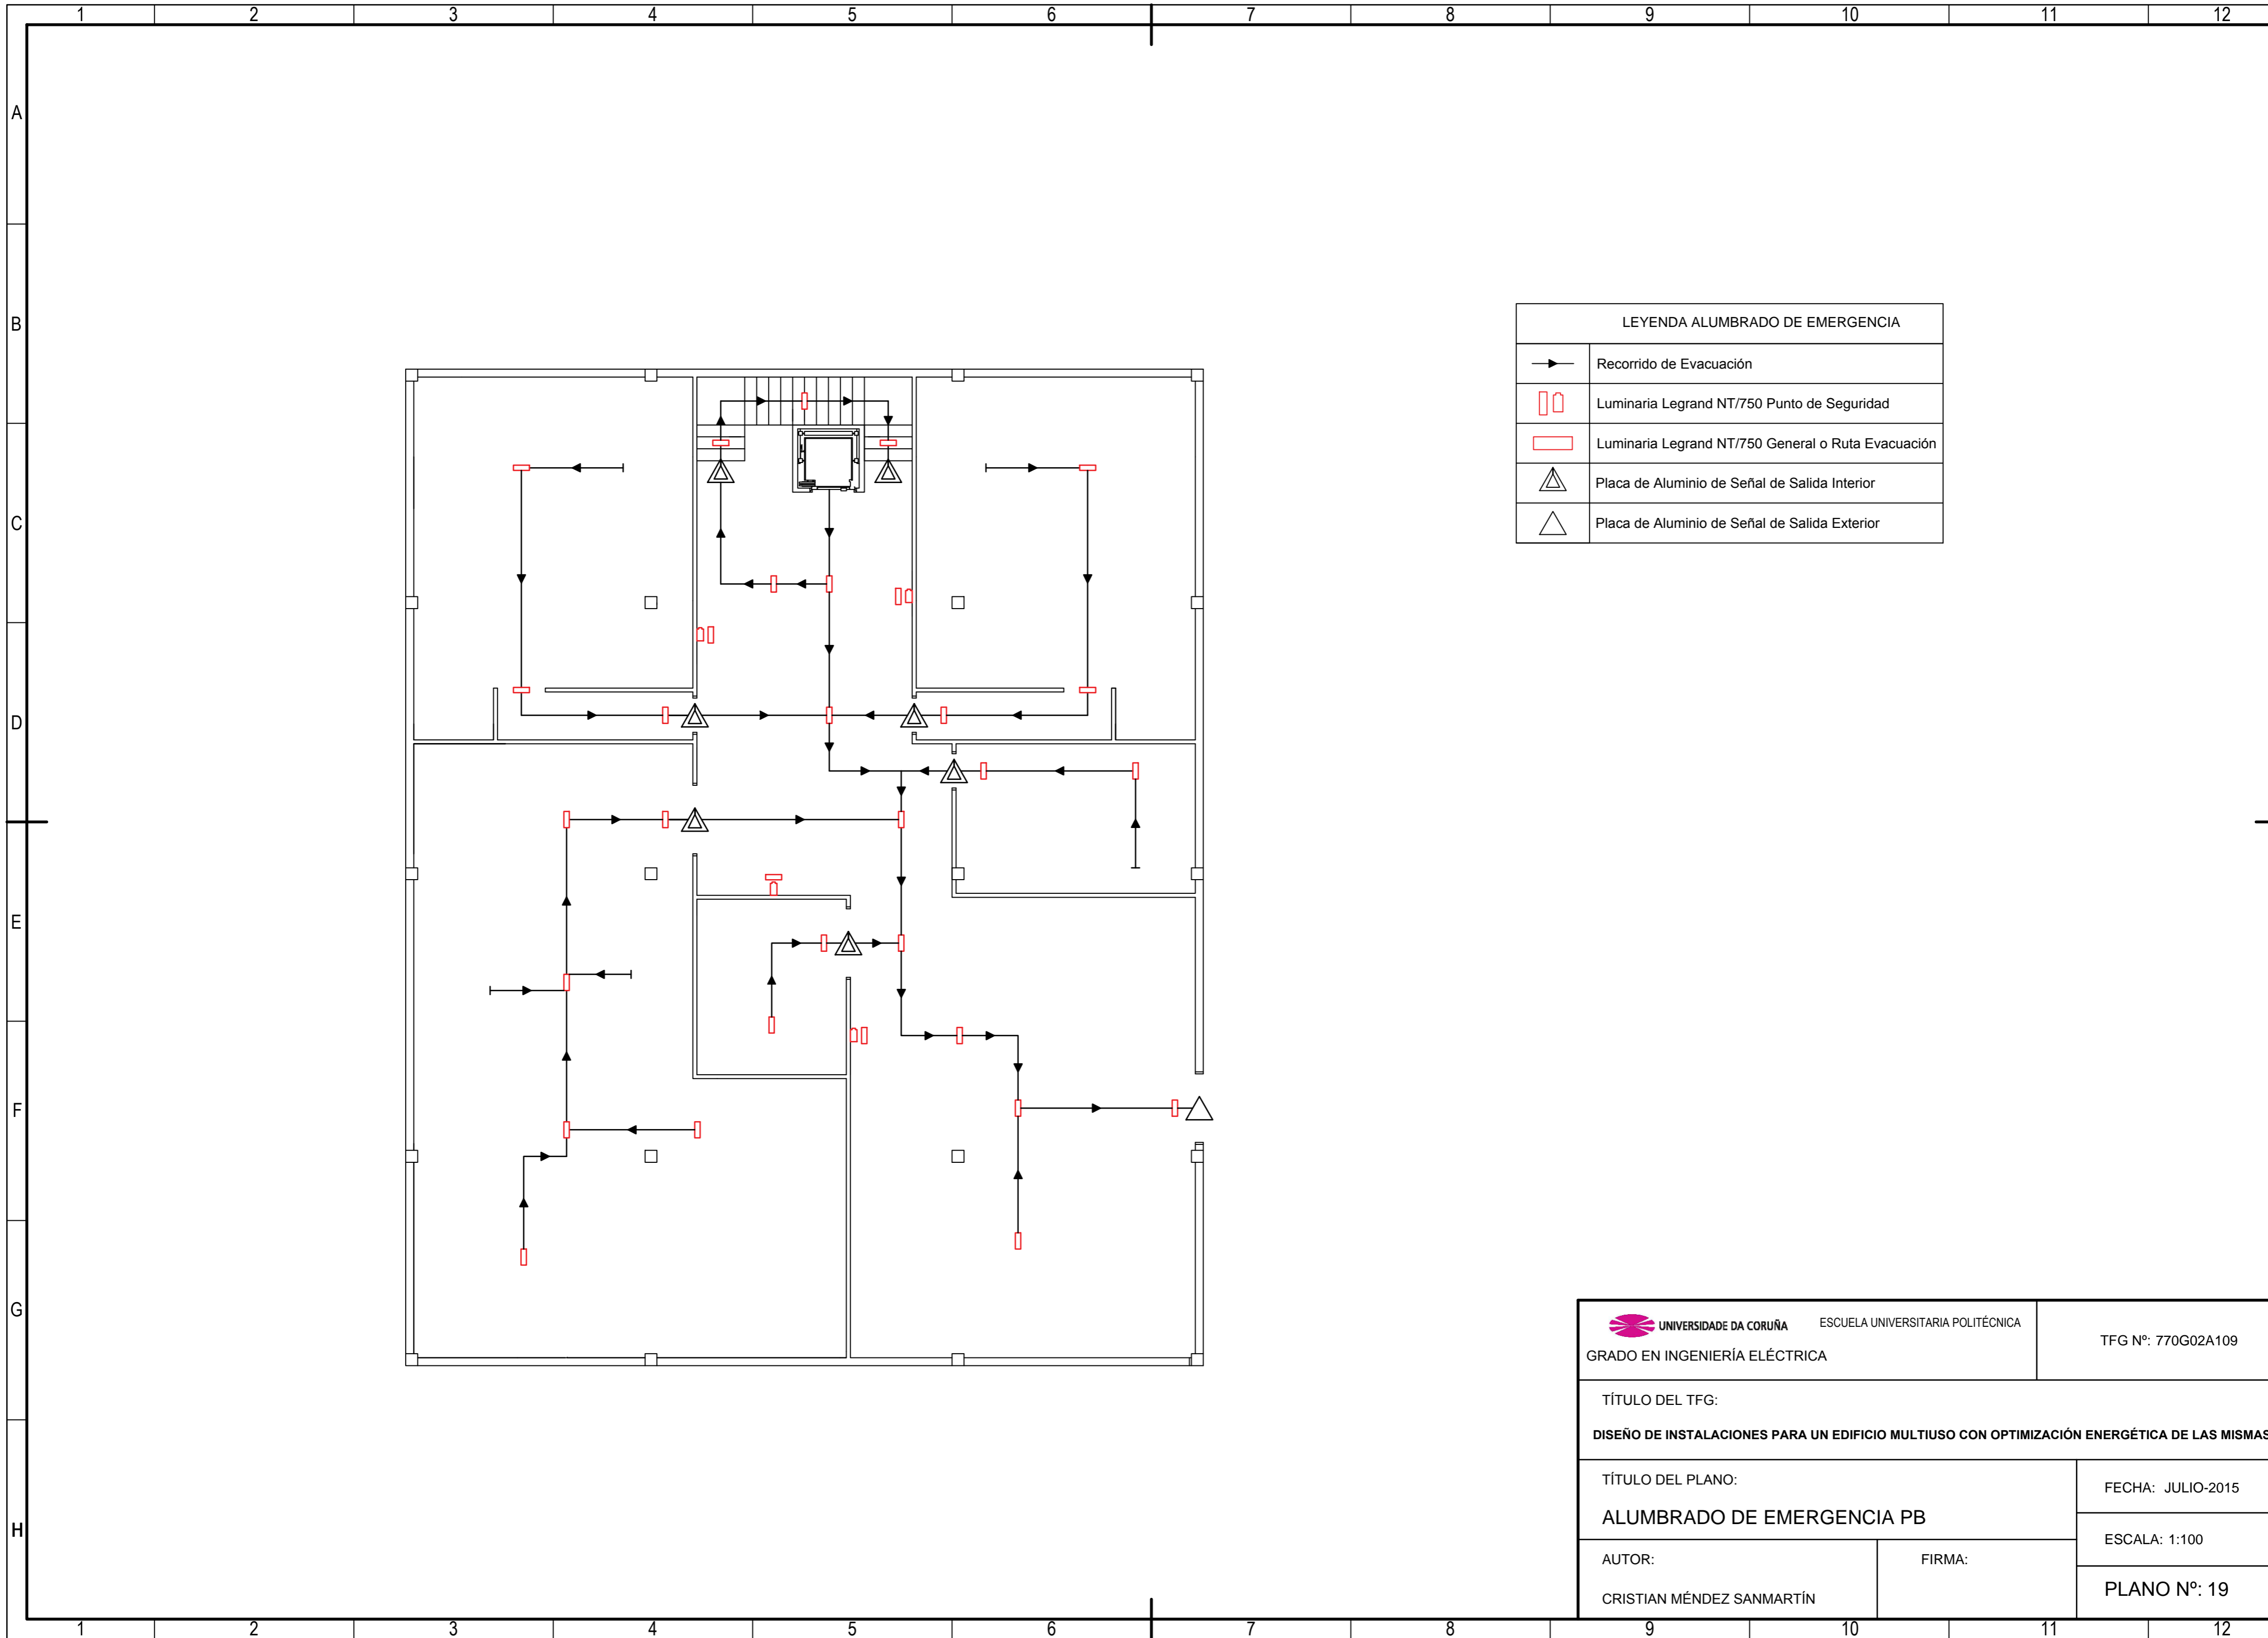 1 2 3 4 5 6 7 8 9 10 11 12
A
B
C
D
E
F
G
H
LEYENDA ALUMBRADO DE EMERGENCIA
Recorrido de Evacuación
Luminaria Legrand NT/750 Punto de Seguridad
Luminaria Legrand NT/750 General o Ruta Evacuación
Placa de Aluminio de Señal de Salida Interior
Placa de Aluminio de Señal de Salida Exterior
UNIVERSIDADE DA CORUÑA ESCUELA UNIVERSITARIA POLITÉCNICA
GRADO EN INGENIERÍA ELÉCTRICA
TFG Nº: 770G02A109
TÍTULO DEL TFG:
DISEÑO DE INSTALACIONES PARA UN EDIFICIO MULTIUSO CON OPTIMIZACIÓN ENERGÉTICA DE LAS MISMAS
TÍTULO DEL PLANO:
ALUMBRADO DE EMERGENCIA PB
FECHA: JULIO-2015
ESCALA: 1:100
AUTOR:
CRISTIAN MÉNDEZ SANMARTÍN
FIRMA:
PLANO Nº: 19
1 2 3 4 5 6 7 8 9 10 11 12